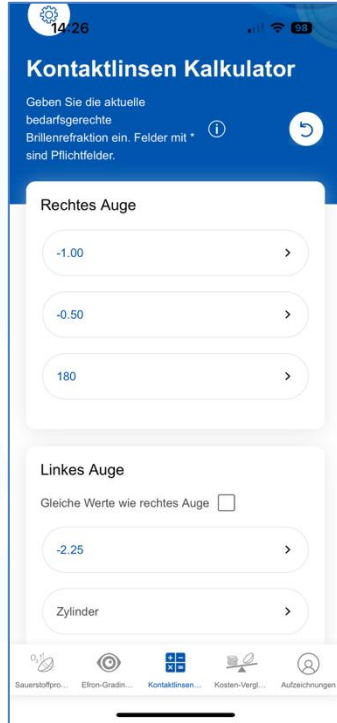 14:26
98
Kontaktlinsen Kalkulator
Geben Sie die aktuelle
bedarfsgerechte
Brillenrefraktion ein. Felder mit *
sind Pflichtfelder.
Rechtes Auge
-1.00
-0.50
180
Linkes Auge
Gleiche Werte wie rechtes Auge
-2.25
Zylinder
Sauerstoffpro... Efron-Gradin... Kontaktlinsen... Kosten-Vergl... Aufzeichnungen